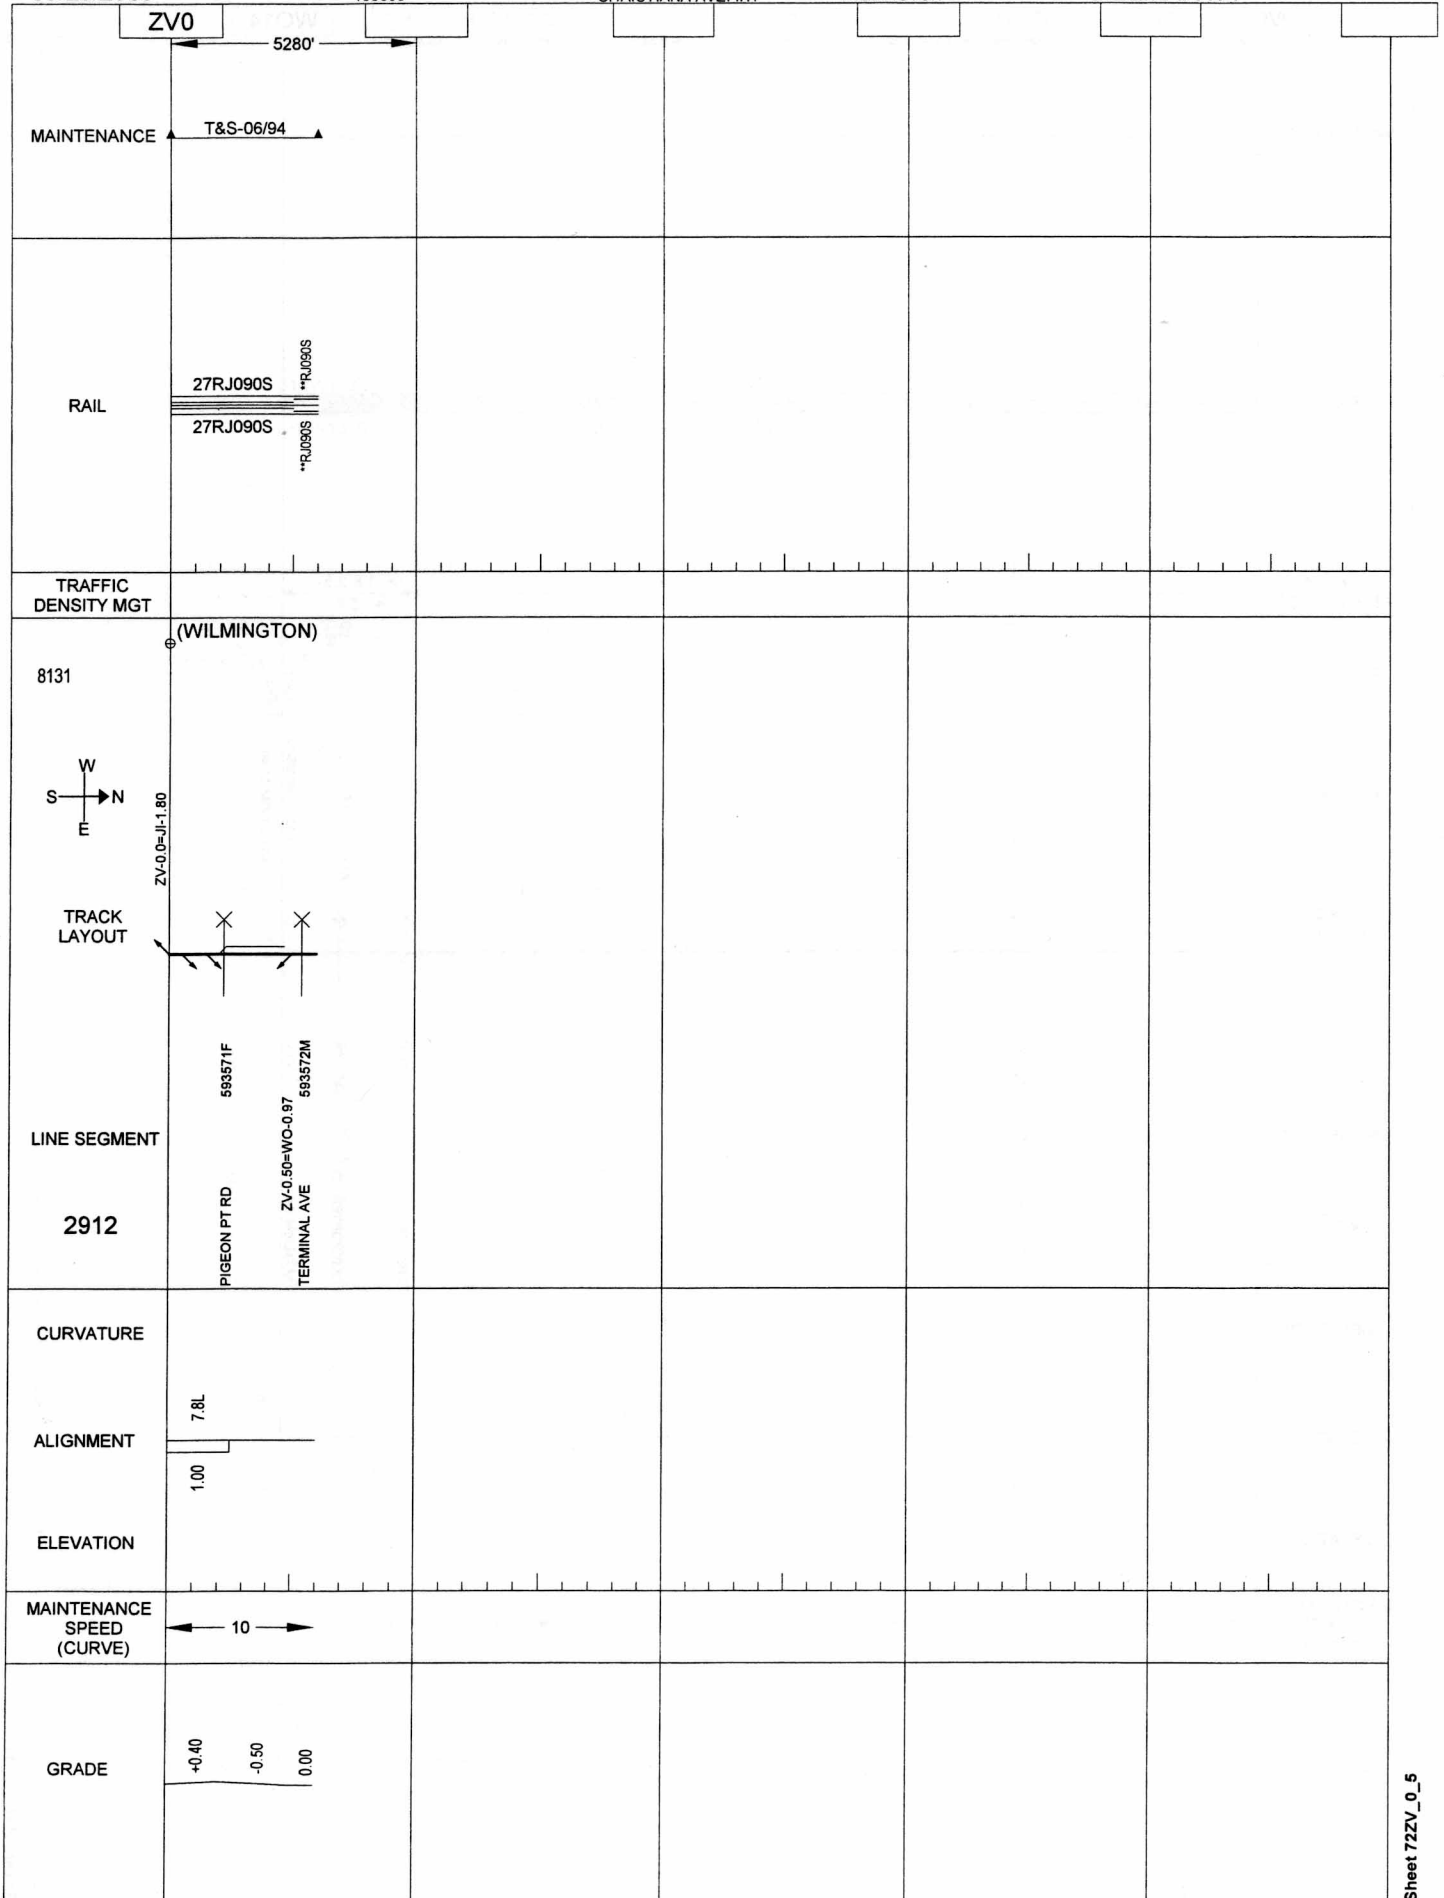 ZV0
5280'
MAINTENANCE
T&S-06/94
RAIL
27RJ090S
**RJ090S
27RJ090S
**RJ090S
TRAFFIC
DENSITY MGT
(WILMINGTON)
8131
W
S
N
E
ZV-0.0=JI-1.80
TRACK
LAYOUT
593571F
593572M
LINE SEGMENT
ZV-0.50=WO-0.97
PIGEON PT RD
TERMINAL AVE
2912
CURVATURE
7.8L
ALIGNMENT
1.00
ELEVATION
MAINTENANCE
SPEED
(CURVE)
10
GRADE
+0.40
-0.50
0.00
Sheet 72ZV_0_5